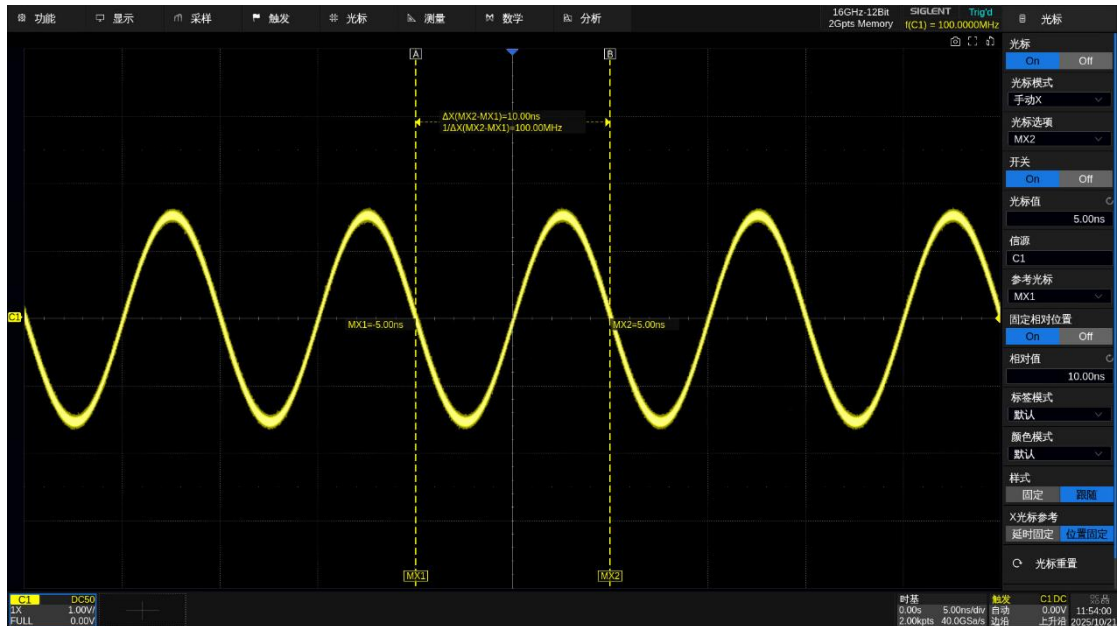 功能 显示 采样 触发 光标 测量 数学 分析
16GHz-12Bit
2Gpts Memory
SIGLENT Trig'd
f(C1) = 100.0000MHz
光标
光标
On Off
光标模式
手动X
光标选项
MX2
开关
On Off
光标值
5.00ns
信源
C1
参考光标
MX1
固定相对位置
On Off
相对值
10.00ns
标签模式
默认
颜色模式
默认
样式
固定 跟随
X光标参考
延时固定 位置固定
光标重置
A
B
ΔX(MX2-MX1)=10.00ns
1/ΔX(MX2-MX1)=100.00MHz
C1
MX1=-5.00ns
MX2=5.00ns
MX1
MX2
C1 DC50
1X 1.00V/
FULL 0.00V
时基
0.00s 5.00ns/div
2.00kpts 40.0GSa/s
触发 C1 DC
自动 0.00V
边沿 上升沿
11:54:00